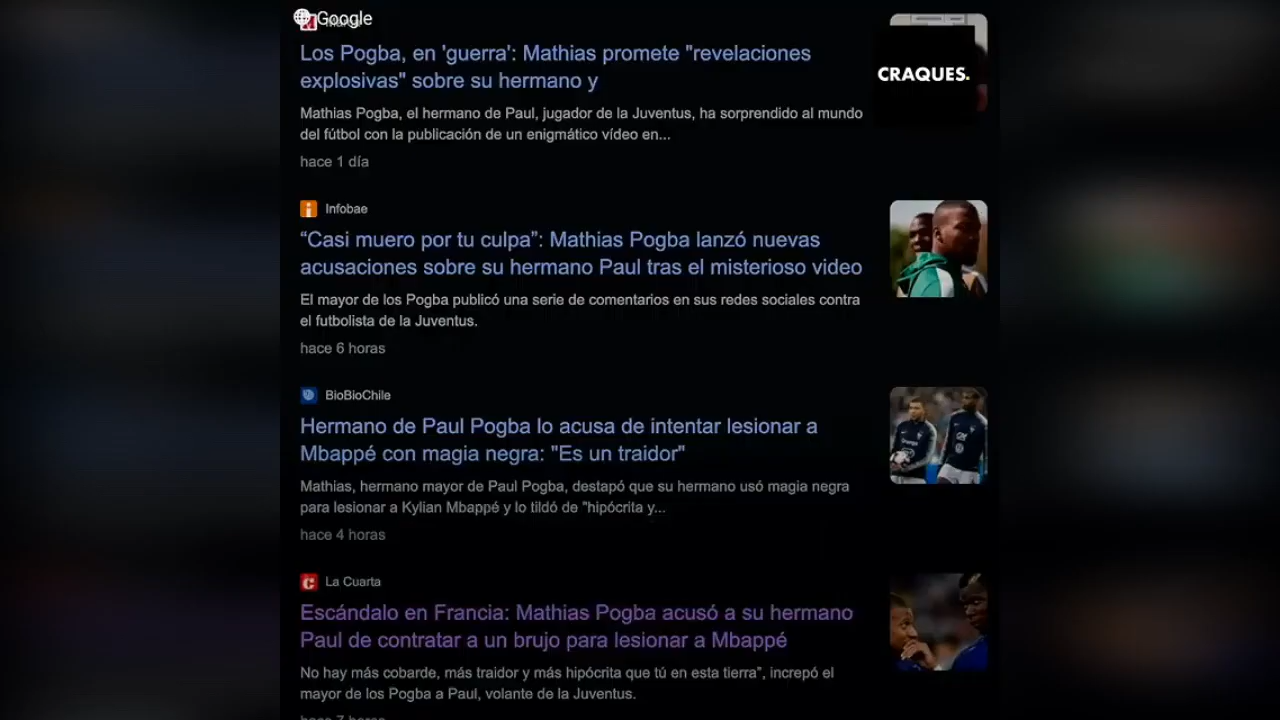 Google
Los Pogba, en 'guerra': Mathias promete "revelaciones
explosivas" sobre su hermano y
Mathias Pogba, el hermano de Paul, jugador de la Juventus, ha sorprendido al mundo
del fútbol con la publicación de un enigmático vídeo en...
hace 1 día
CRAQUES.
Infobae
“Casi muero por tu culpa”: Mathias Pogba lanzó nuevas
acusaciones sobre su hermano Paul tras el misterioso video
El mayor de los Pogba publicó una serie de comentarios en sus redes sociales contra
el futbolista de la Juventus.
hace 6 horas
BioBioChile
Hermano de Paul Pogba lo acusa de intentar lesionar a
Mbappé con magia negra: "Es un traidor"
Mathias, hermano mayor de Paul Pogba, destapó que su hermano usó magia negra
para lesionar a Kylian Mbappé y lo tildó de "hipócrita y...
hace 4 horas
La Cuarta
Escándalo en Francia: Mathias Pogba acusó a su hermano
Paul de contratar a un brujo para lesionar a Mbappé
No hay más cobarde, más traidor y más hipócrita que tú en esta tierra", increpó el
mayor de los Pogba a Paul, volante de la Juventus.
hace 7 horas